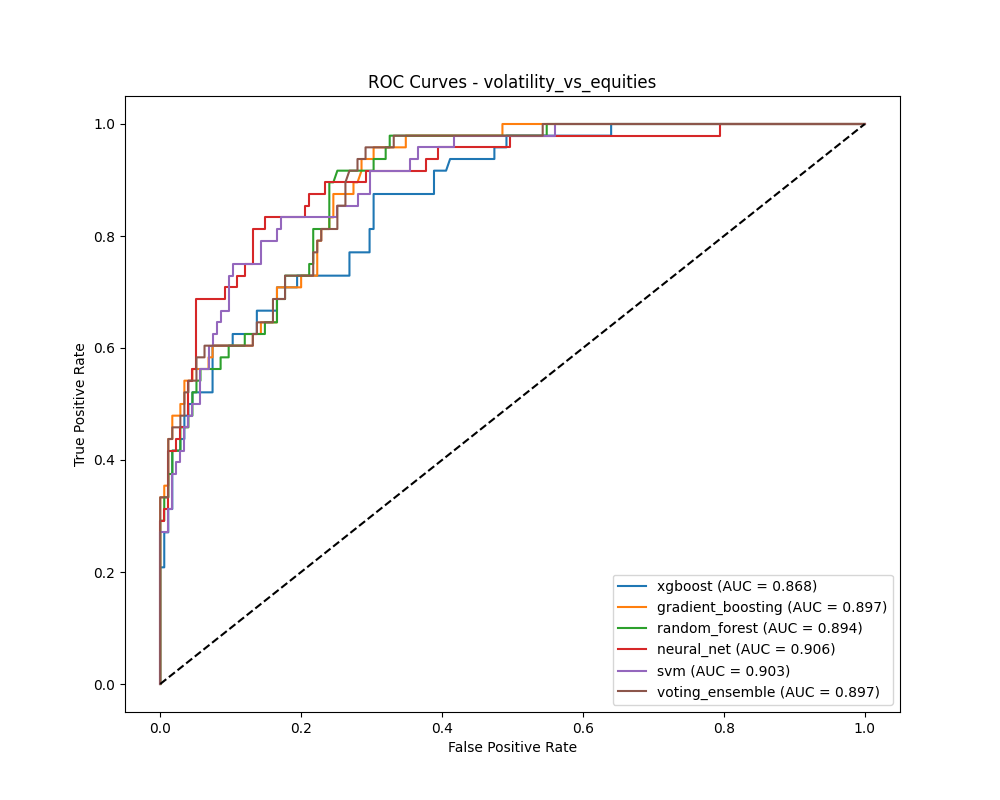 ROC Curves - volatility_vs_equities
True Positive Rate
1.0
0.8
0.6
0.4
0.2
0.0
xgboost (AUC = 0.868)
gradient_boosting (AUC = 0.897)
random_forest (AUC = 0.894)
neural_net (AUC = 0.906)
svm (AUC = 0.903)
voting_ensemble (AUC = 0.897)
0.0 0.2 0.4 0.6 0.8 1.0
False Positive Rate